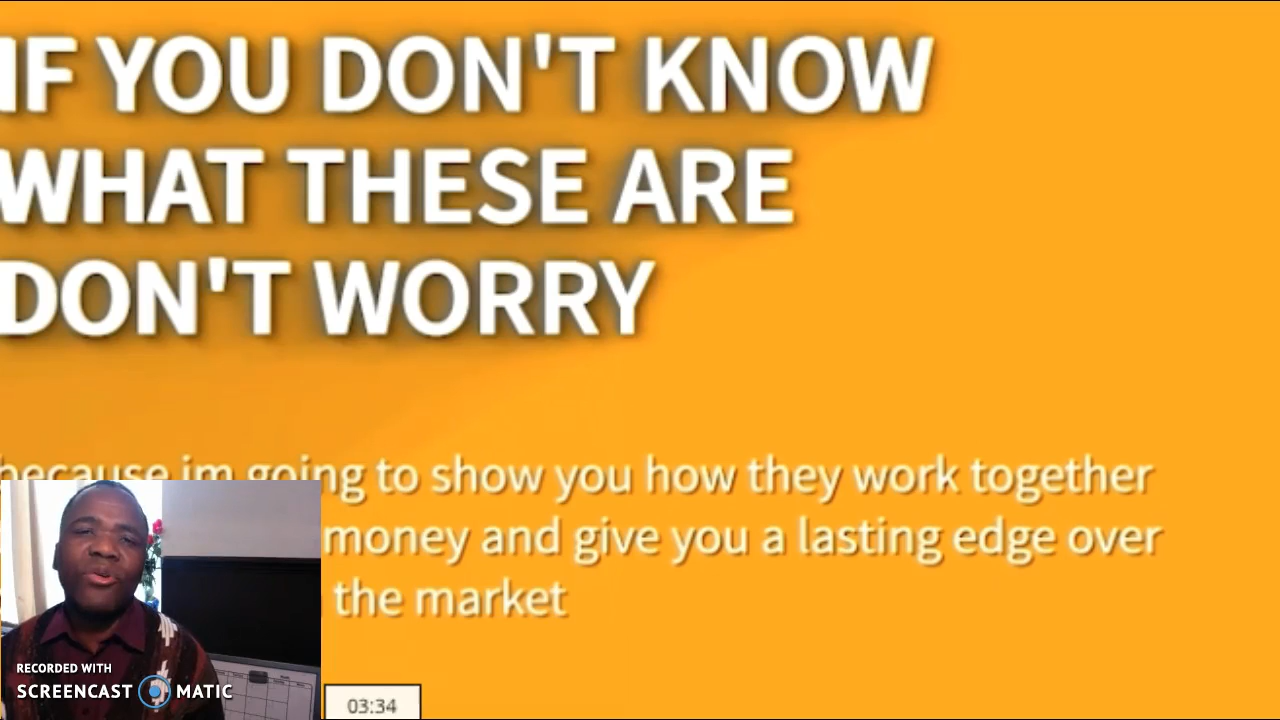 IF YOU DON'T KNOW
WHAT THESE ARE
DON'T WORRY
because im going to show you how they work together
money and give you a lasting edge over
the market
RECORDED WITH
SCREENCAST MATIC
03:34